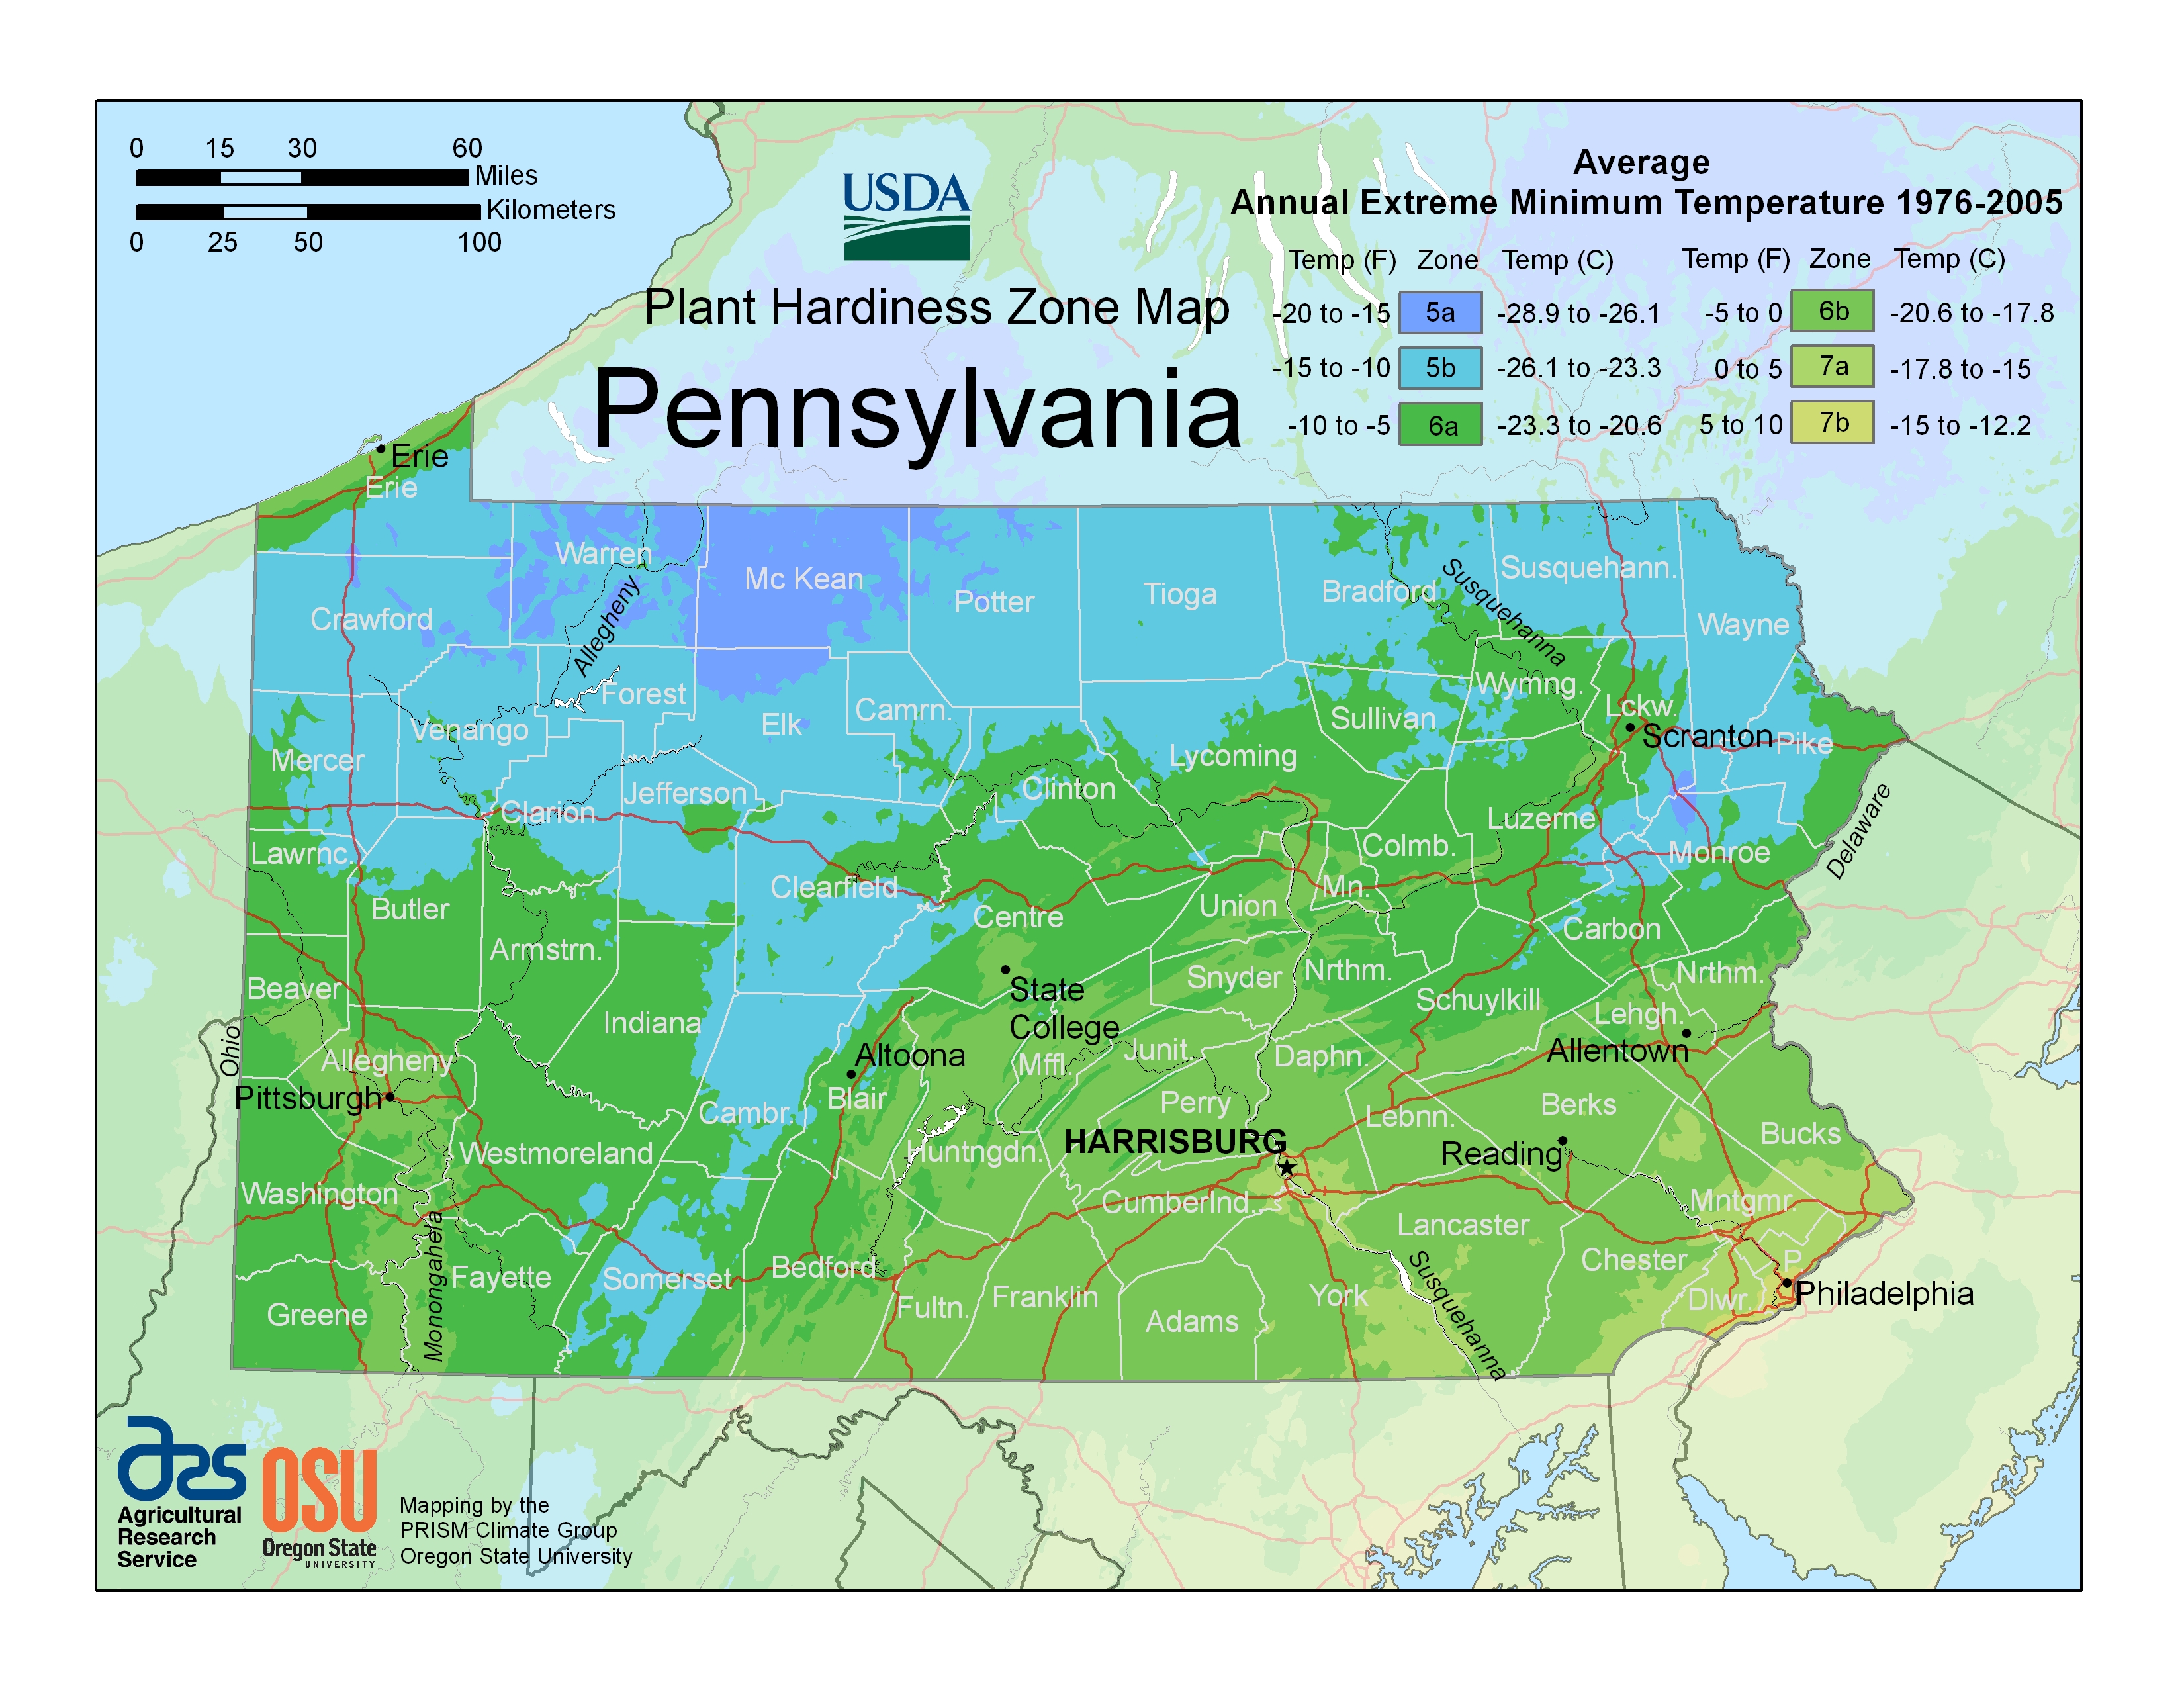 0 15 30 60
Miles
Kilometers
0 25 50 100
USDA
Plant Hardiness Zone Map
Pennsylvania
Average
Annual Extreme Minimum Temperature 1976-2005
Temp (F) Zone Temp (C) Temp (F) Zone Temp (C)
-20 to -15 5a -28.9 to -26.1 -5 to 0 6b -20.6 to -17.8
-15 to -10 5b -26.1 to -23.3 0 to 5 7a -17.8 to -15
-10 to -5 6a -23.3 to -20.6 5 to 10 7b -15 to -12.2
Erie
Erie
Warren
Mc Kean
Potter
Tioga
Bradford
Susquehanna
Susquehann.
Wayne
Crawford
Allegheny
Forest
Venango
Elk
Camrn.
Sullivan
Wymng.
Lckw.
Scranton
Pike
Mercer
Clarion
Jefferson
Clinton
Lycoming
Luzerne
Monroe
Delaware
Lawrnc.
Butler
Clearfield
Centre
Union
Mn.
Colmb.
Carbon
Armstrn.
Beaver
Indiana
State
College
Snyder
Nrthm.
Schuylkill
Nrthm.
Lehgh.
Allentown
Ohio
Allegheny
Pittsburgh
Altoona
Blair
Cambr.
Mffl.
Junit.
Daphn.
Perry
HARRISBURG
Lebnn.
Berks
Reading
Bucks
Westmoreland
Huntngdn.
Washington
Cumberlnd.
Lancaster
Mntgmr.
Monongahela
Greene
Fayette
Somerset
Bedford
Fultn.
Franklin
Adams
York
Susquehanna
Chester
Dlwr.
P
Philadelphia
ars
Agricultural
Research
Service
OSU
Oregon State
UNIVERSITY
Mapping by the
PRISM Climate Group
Oregon State University